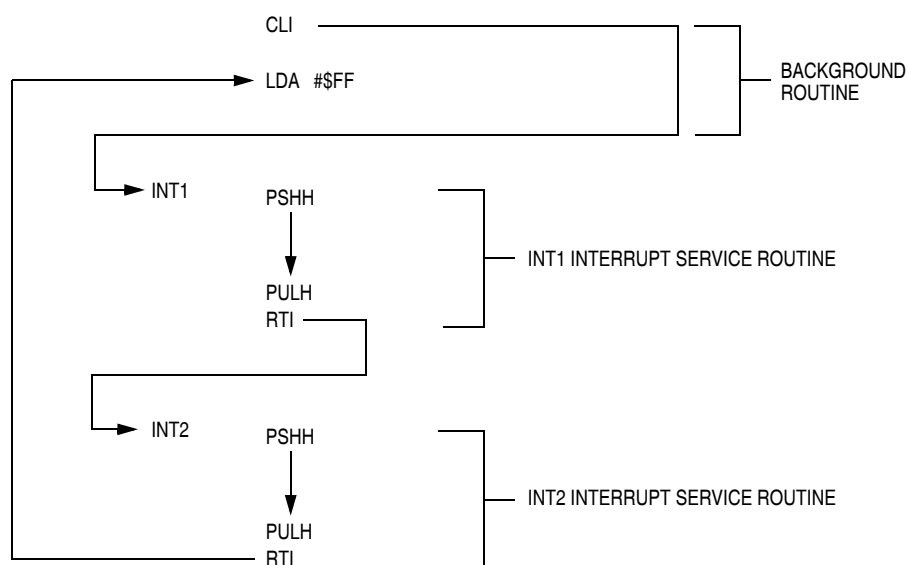 CLI
LDA #$FF
BACKGROUND
ROUTINE
INT1
PSHH
INT1 INTERRUPT SERVICE ROUTINE
PULH
RTI
INT2
PSHH
INT2 INTERRUPT SERVICE ROUTINE
PULH
RTI